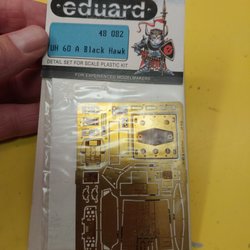 eduard
48 082
UH 60 A Black Hawk
DETAIL SET FOR SCALE PLASTIC KIT
FOR EXPERIENCED MODELMAKERS